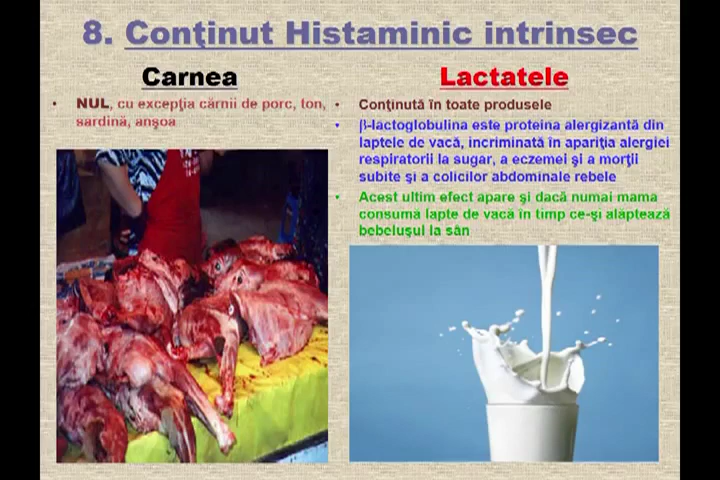 8. Conţinut Histaminic intrinsec
Carnea
• NUL, cu excepţia cărnii de porc, ton,
sardină, anşoa
Lactatele
• Conţinută în toate produsele
• β-lactoglobulina este proteina alergizantă din
laptele de vacă, incriminată în apariţia alergiei
respiratorii la sugar, a eczemei şi a morţii
subite şi a colicilor abdominale rebele
• Acest ultim efect apare şi dacă numai mama
consumă lapte de vacă în timp ce-şi alăptează
bebeluşul la sân